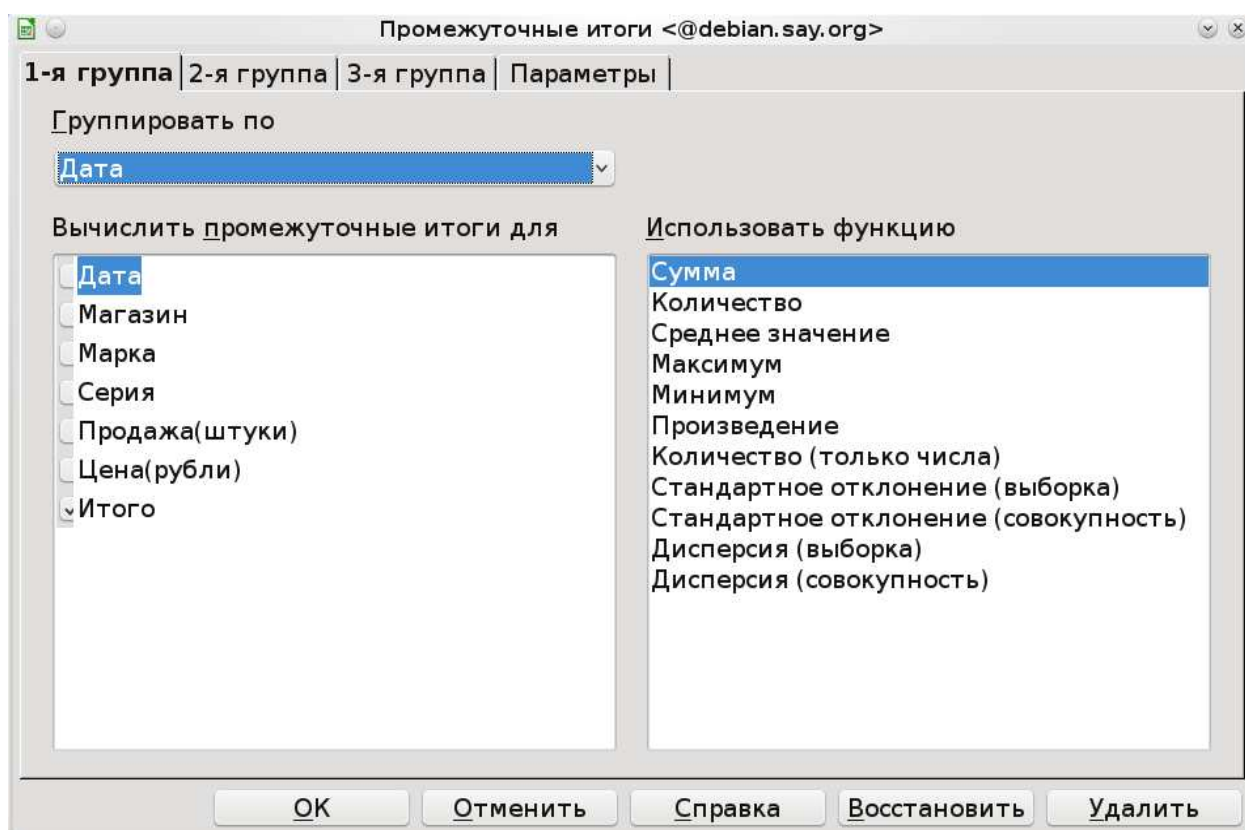 Промежуточные итоги <@debian.say.org>
1-я группа 2-я группа 3-я группа Параметры
Группировать по
Дата
Вычислить промежуточные итоги для
Дата
Магазин
Марка
Серия
Продажа(штуки)
Цена(рубли)
Итого
Использовать функцию
Сумма
Количество
Среднее значение
Максимум
Минимум
Произведение
Количество (только числа)
Стандартное отклонение (выборка)
Стандартное отклонение (совокупность)
Дисперсия (выборка)
Дисперсия (совокупность)
OK Отменить Справка Восстановить Удалить